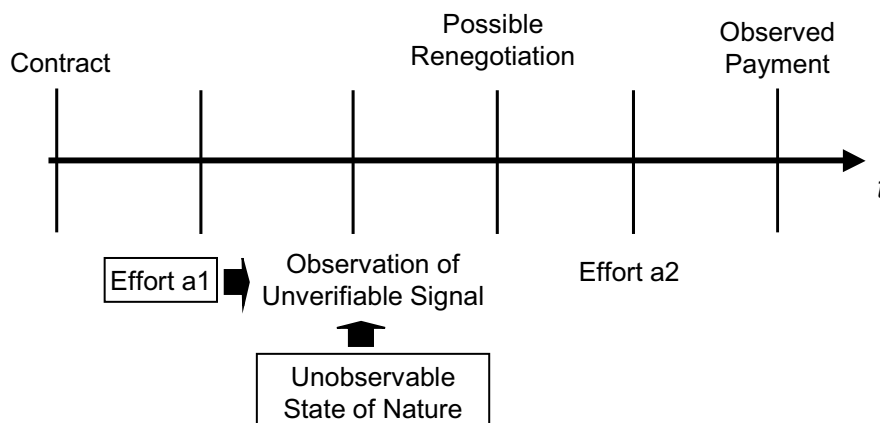 Contract
Possible
Renegotiation
Observed
Payment
t
Effort a1
Observation of
Unverifiable Signal
Effort a2
Unobservable
State of Nature